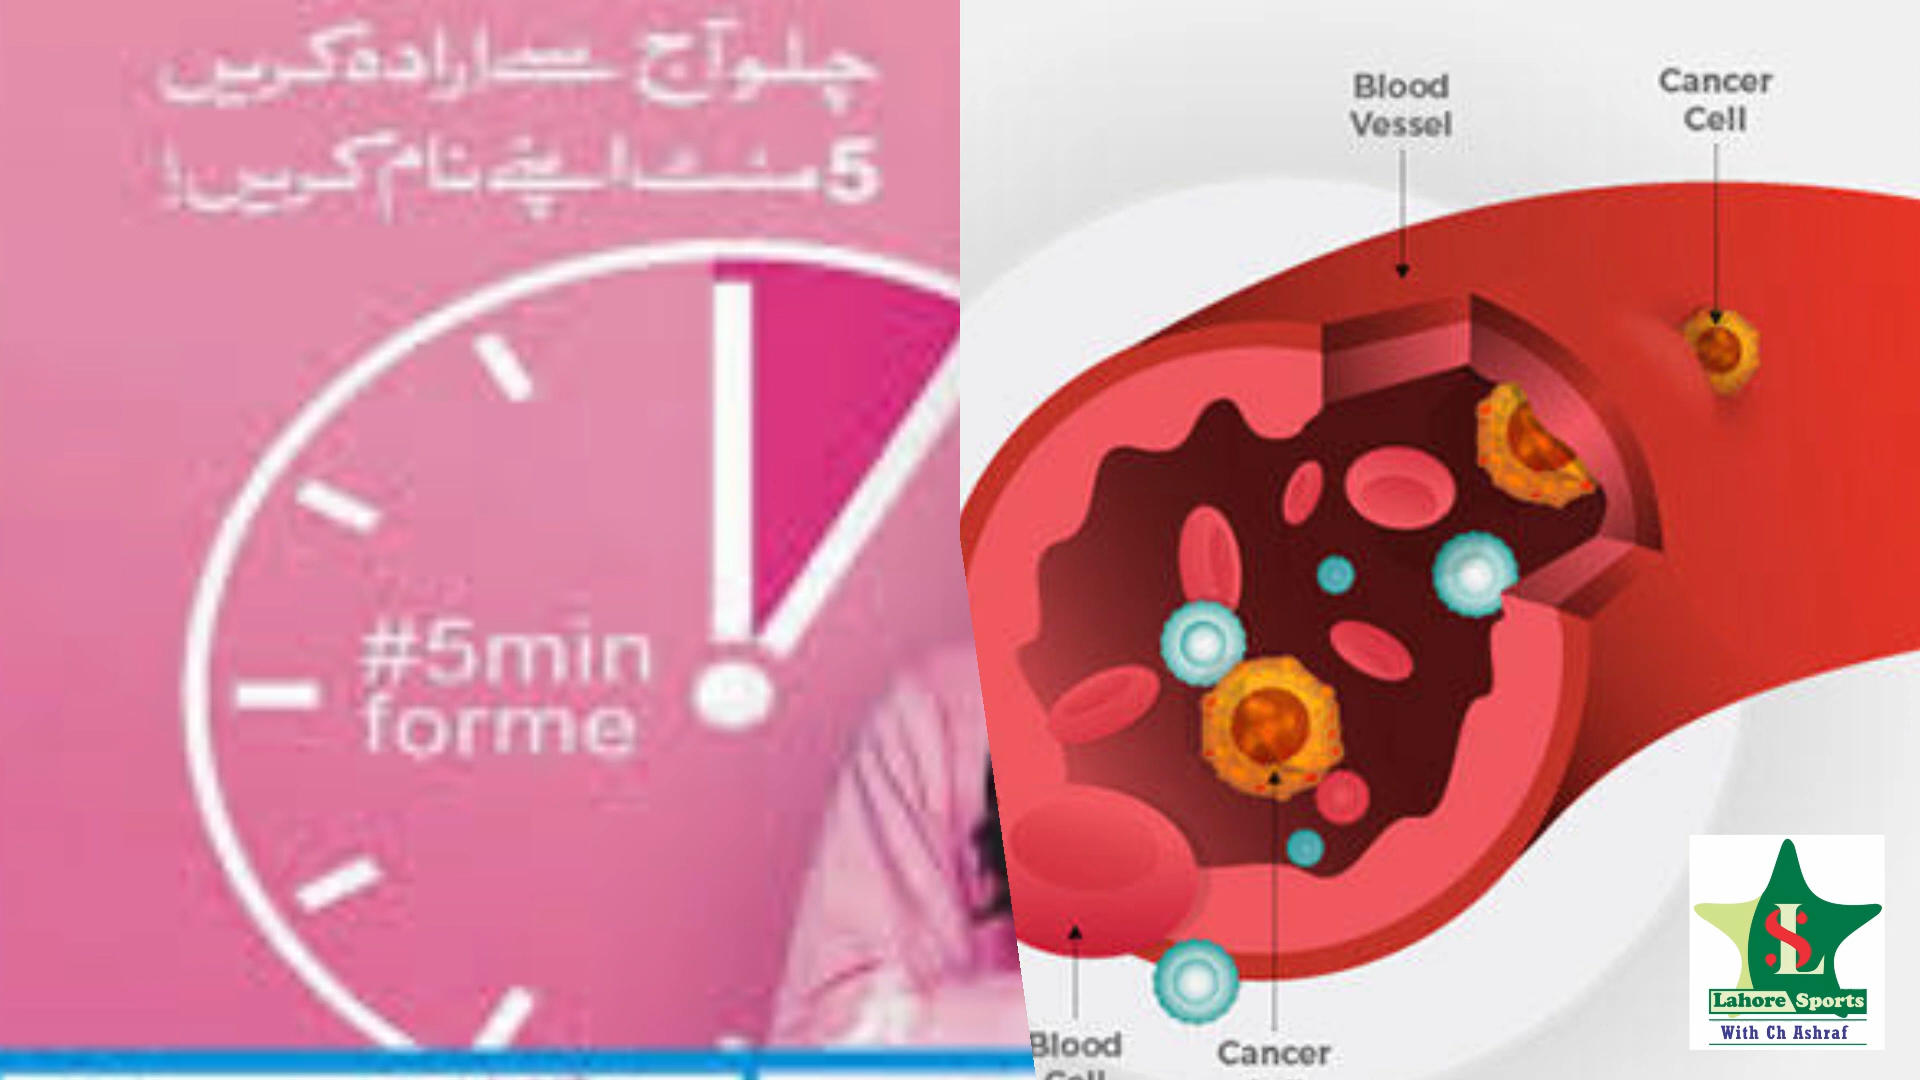 چلو آج سے ارادہ کریں
5 منٹ اپنے نام کریں!
#5min
forme
Blood
Vessel
Cancer
Cell
Blood
Cancer
Lahore Sports
With Ch Ashraf